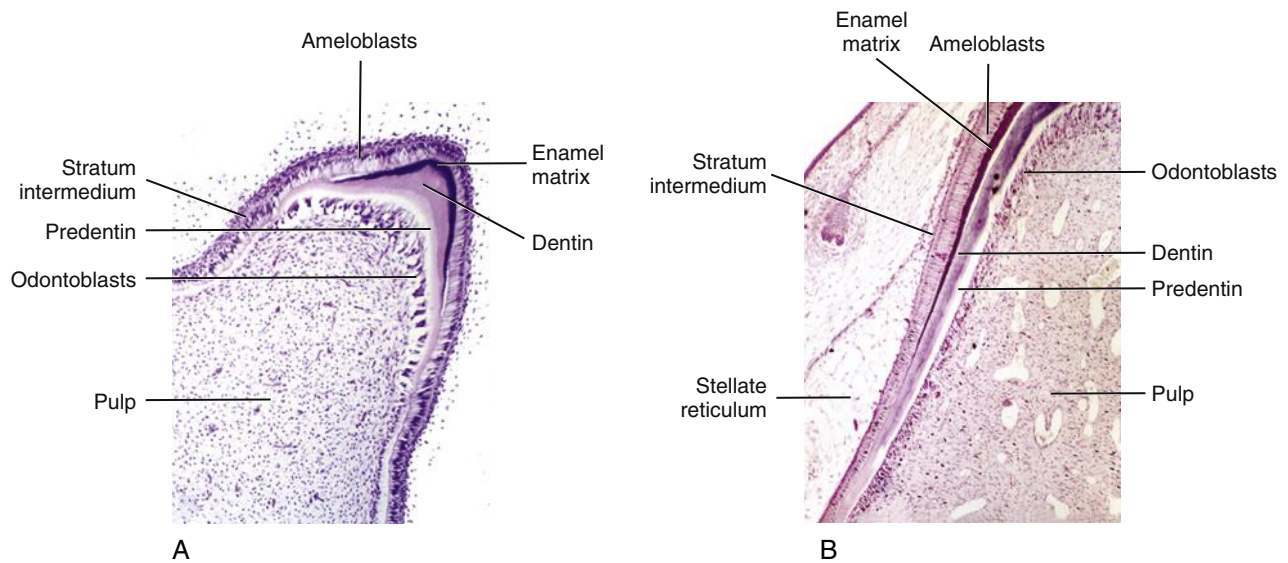 Ameloblasts
Stratum
intermedium
Predentin
Odontoblasts
Pulp
Enamel
matrix
Dentin
A
Enamel
matrix
Ameloblasts
Stratum
intermedium
Stellate
reticulum
Odontoblasts
Dentin
Predentin
Pulp
B